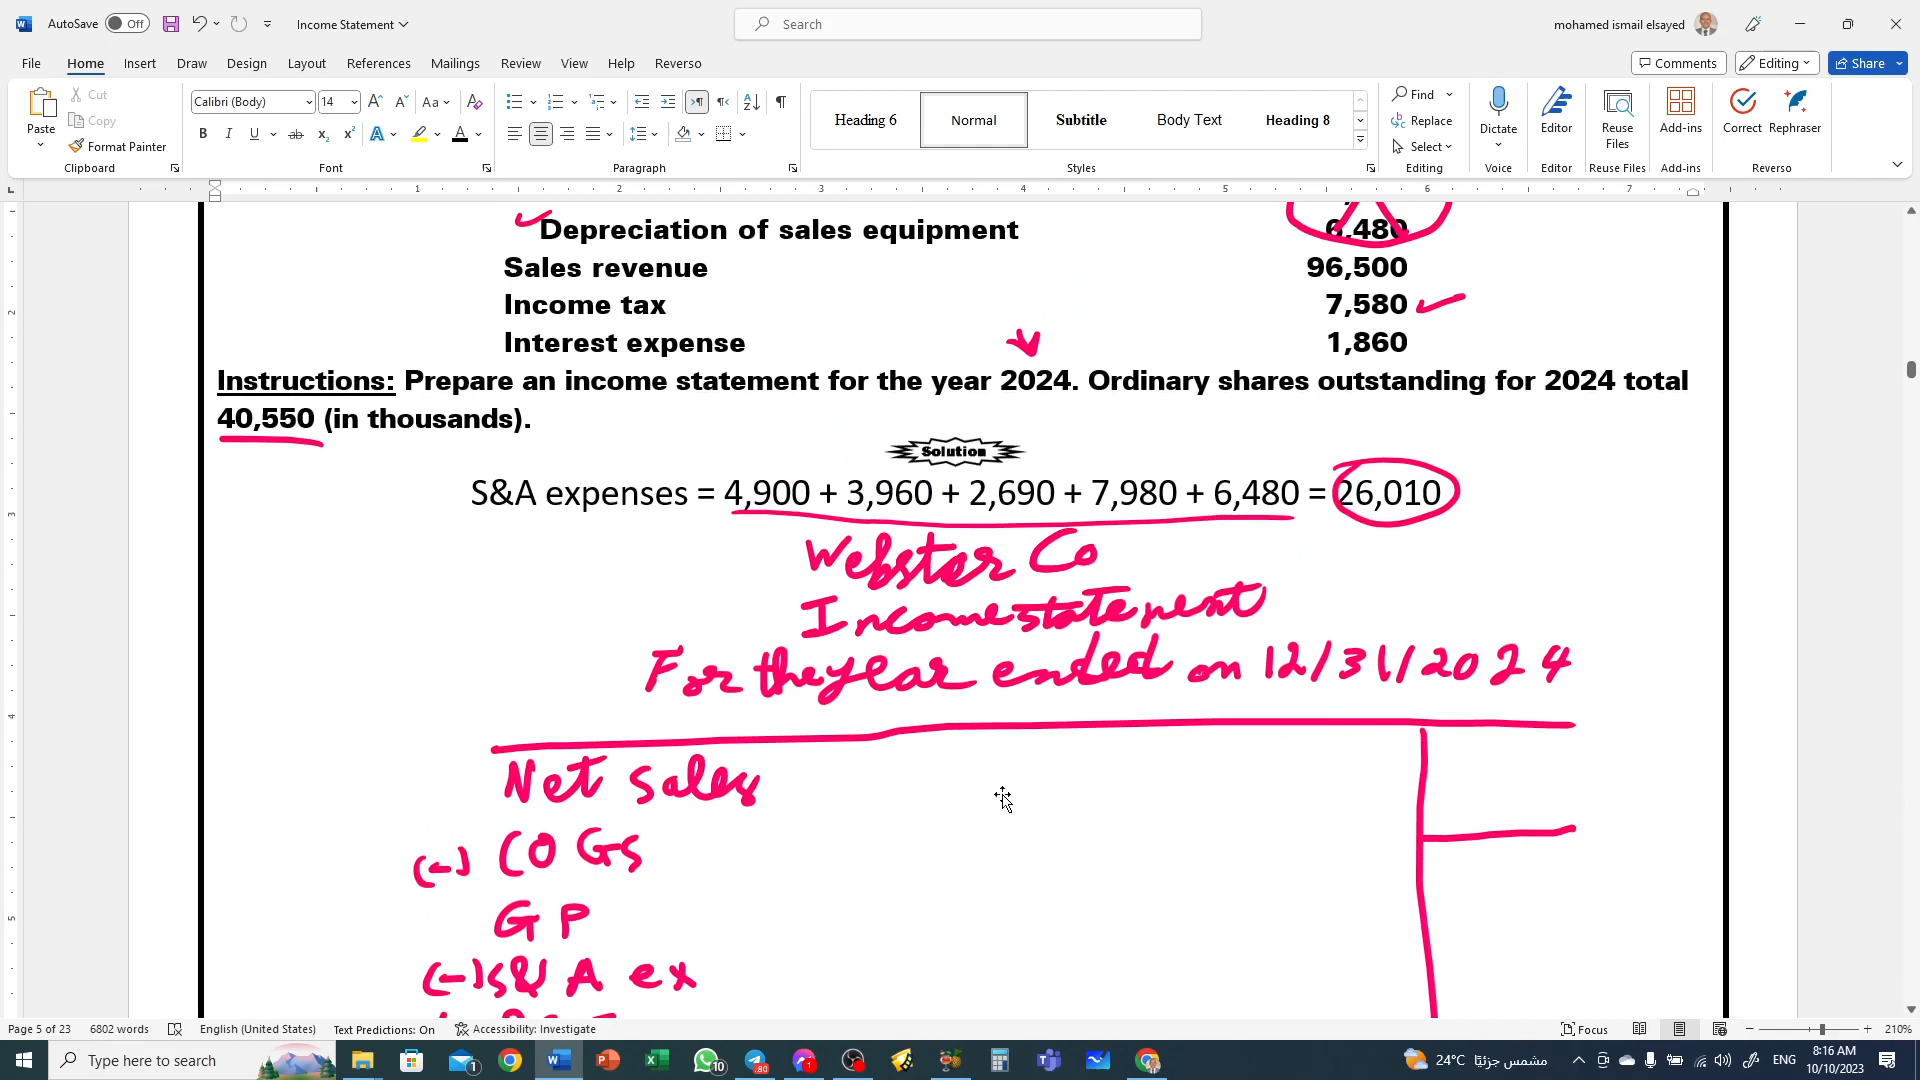 AutoSave Off Income Statement Search mohamed ismail elsayed
File Home Insert Draw Design Layout References Mailings Review View Help Reverso Comments Editing Share
Paste Cut Copy Format Painter Clipboard
Calibri (Body) 14 Font
Paragraph
Heading 6 Normal Subtitle Body Text Heading 8 Styles
Find Replace Select Editing
Dictate Voice
Editor Editor
Reuse Files Reuse Files
Add-ins Add-ins
Correct Rephraser Reverso
1 2 3 4 5 6 7
Depreciation of sales equipment 6,480
Sales revenue 96,500
Income tax 7,580
Interest expense 1,860
Instructions: Prepare an income statement for the year 2024. Ordinary shares outstanding for 2024 total
40,550 (in thousands).
Solution
S&A expenses = 4,900 + 3,960 + 2,690 + 7,980 + 6,480 = 26,010
Webster Co
Income statement
For the year ended on 12/31/2024
Net sales
(-) COGS
GP
(-) S& A ex
Page 5 of 23 6802 words English (United States) Text Predictions: On Accessibility: Investigate Focus 210%
Type here to search 24°C مشمس جزئيًا ENG 8:16 AM
10/10/2023